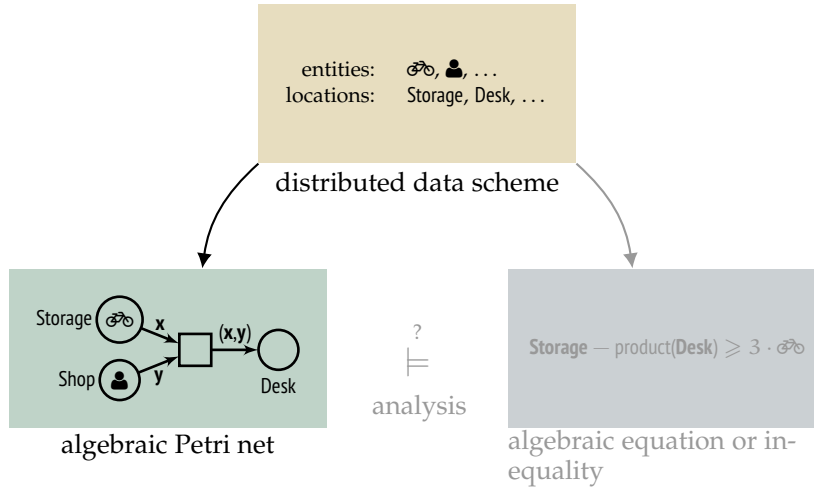 entities: , , …
locations: Storage, Desk, …
distributed data scheme
Storage
x
(x,y)
Shop
y
Desk
algebraic Petri net
?
⊨
analysis
Storage − product(Desk) ⩾ 3 ·
algebraic equation or in-
equality